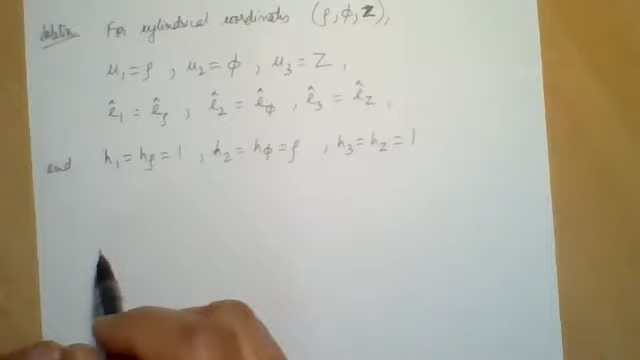 Solution For cylindrical coordinates (ρ, ϕ, z),
u₁ = ρ , u₂ = ϕ , u₃ = Z ,
ê₁ = ê_ρ , ê₂ = ê_ϕ , ê₃ = ê_Z ,
and h₁ = h_ρ = 1 , h₂ = h_ϕ = ρ , h₃ = h_Z = 1